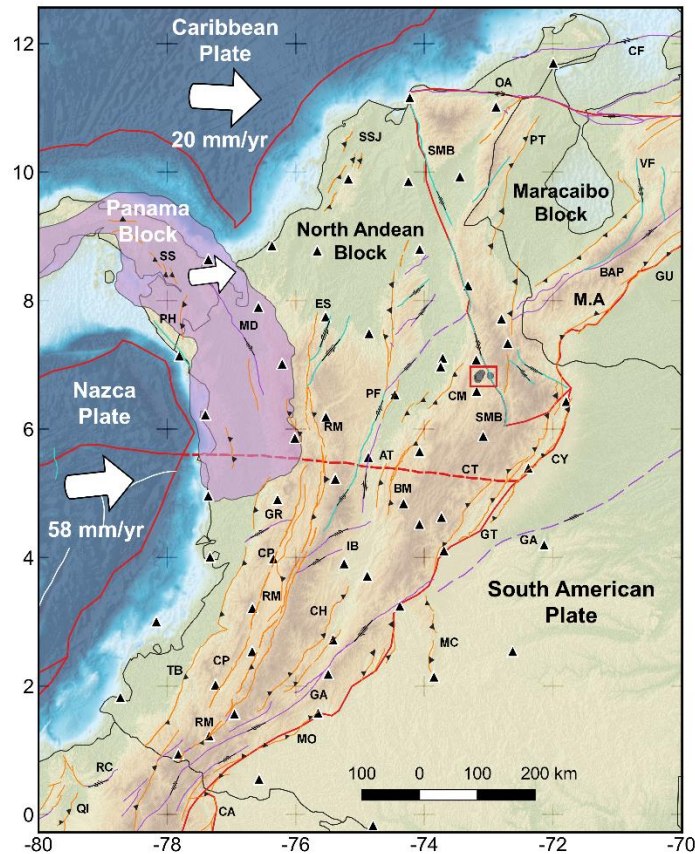 12
Caribbean
Plate
CF
OA
20 mm/yr
SSJ
SMB
PT
10
VF
Maracaibo
Block
Panama
Block
North Andean
Block
SS
BAP
M.A
GU
8
PH
MD
ES
Nazca
Plate
PF
CM
6
RM
SMB
AT
CT
CY
58 mm/yr
GR
BM
GT
GA
4
CP
IB
RM
CH
South American
Plate
MC
TB
CP
2
GA
RM
MO
RC
100 0 100 200 km
QI
CA
0
-80 -78 -76 -74 -72 -70